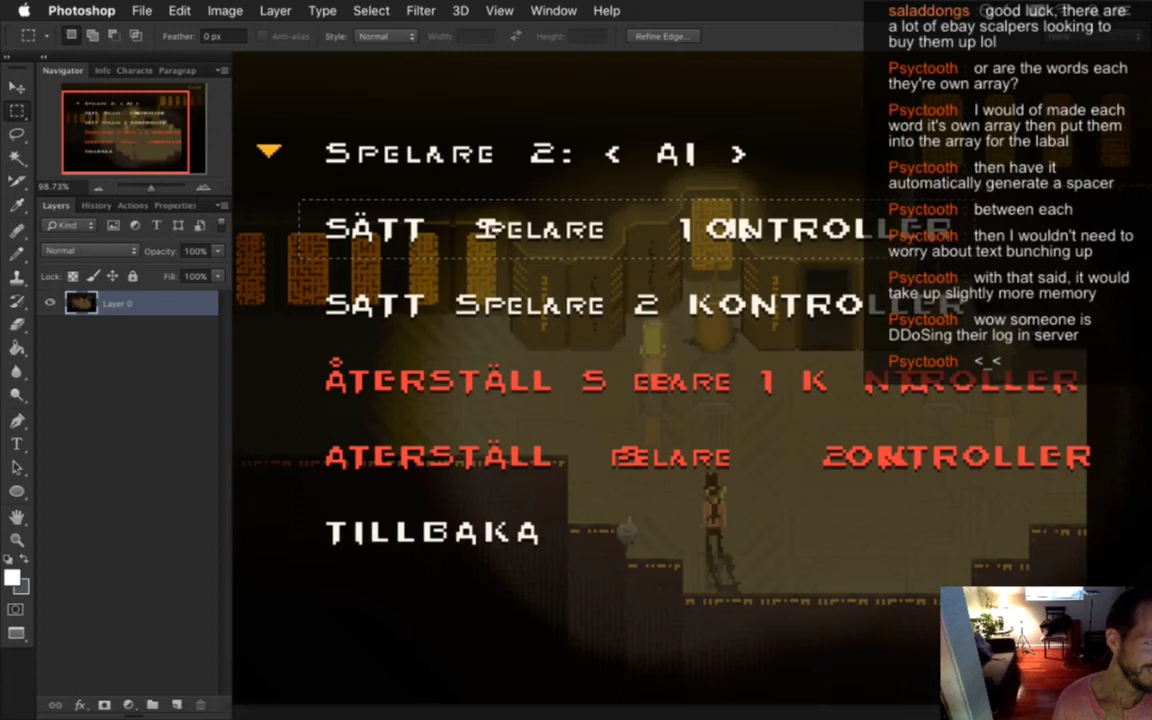 Photoshop File Edit Image Layer Type Select Filter 3D View Window Help
Feather: 0 px Anti-alias Style: Normal Width: Height: Refine Edge...
Navigator Info Characte Paragrap
98.73%
Layers History Actions Properties
Kind
Normal Opacity: 100%
Lock: Fill: 100%
Layer 0
fx
SPELARE 2: < AI >
SÄTT SPELARE 1
SATT SPELARE 2 KONTROLLER
ÅTERSTÄLL
ATERSTÄLL
TILLBAKA
saladdongs good luck, there are
a lot of ebay scalpers looking to
buy them up lol
Psyctooth : or are the words each
they're own array?
Psyctooth : I would of made each
word it's own array then put them
into the array for the labal
Psyctooth : then have it
automatically generate a spacer
Psyctooth : between each
Psyctooth : then I wouldn't need to
worry about text bunching up
Psyctooth : with that said, it would
take up slightly more memory
Psyctooth : wow someone is
DDoSing their log in server
Psyctooth : <_<